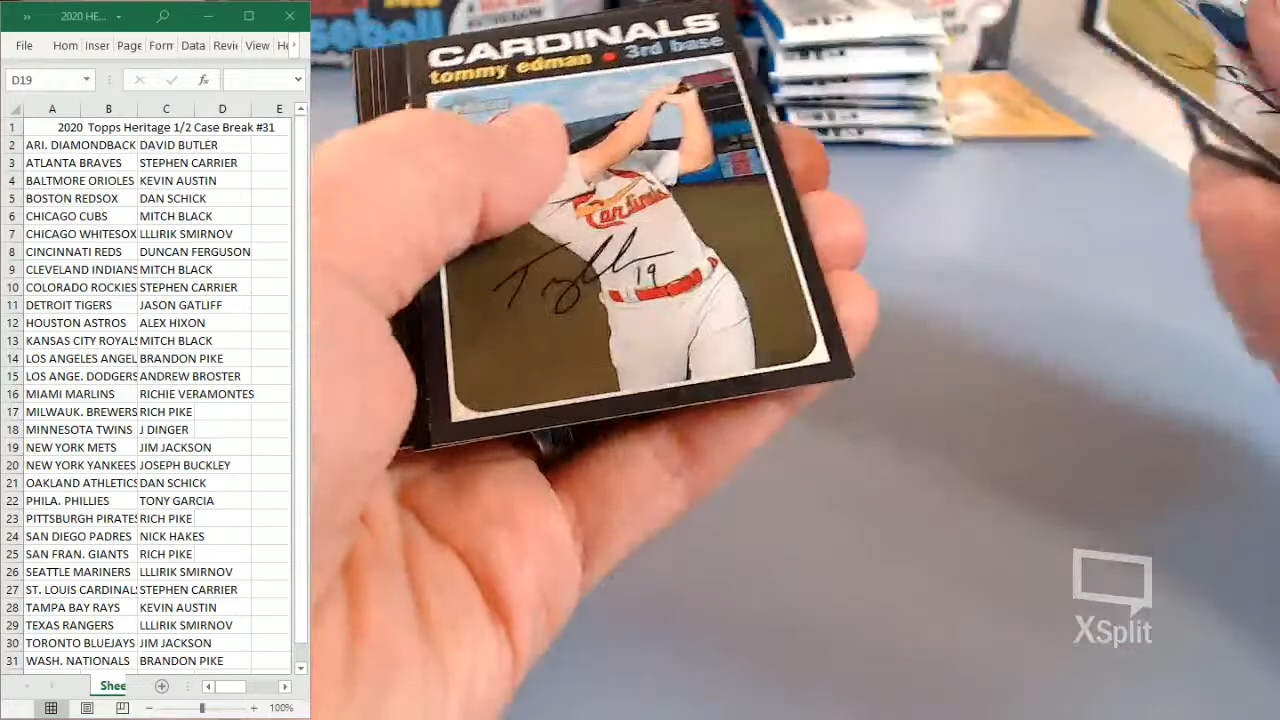 2020 HE...
File Hom Inser Page Form Data Revie View He
D19 fx
A B C D E
1 2020 Topps Heritage 1/2 Case Break #31
2 ARI. DIAMONDBACK DAVID BUTLER
3 ATLANTA BRAVES STEPHEN CARRIER
4 BALTMORE ORIOLES KEVIN AUSTIN
5 BOSTON REDSOX DAN SCHICK
6 CHICAGO CUBS MITCH BLACK
7 CHICAGO WHITESOX LLLIRIK SMIRNOV
8 CINCINNATI REDS DUNCAN FERGUSON
9 CLEVELAND INDIANS MITCH BLACK
10 COLORADO ROCKIES STEPHEN CARRIER
11 DETROIT TIGERS JASON GATLIFF
12 HOUSTON ASTROS ALEX HIXON
13 KANSAS CITY ROYALS MITCH BLACK
14 LOS ANGELES ANGEL BRANDON PIKE
15 LOS ANGE. DODGERS ANDREW BROSTER
16 MIAMI MARLINS RICHIE VERAMONTES
17 MILWAUK. BREWERS RICH PIKE
18 MINNESOTA TWINS J DINGER
19 NEW YORK METS JIM JACKSON
20 NEW YORK YANKEES JOSEPH BUCKLEY
21 OAKLAND ATHLETICS DAN SCHICK
22 PHILA. PHILLIES TONY GARCIA
23 PITTSBURGH PIRATES RICH PIKE
24 SAN DIEGO PADRES NICK HAKES
25 SAN FRAN. GIANTS RICH PIKE
26 SEATTLE MARINERS LLLIRIK SMIRNOV
27 ST. LOUIS CARDINALS STEPHEN CARRIER
28 TAMPA BAY RAYS KEVIN AUSTIN
29 TEXAS RANGERS LLLIRIK SMIRNOV
30 TORONTO BLUEJAYS JIM JACKSON
31 WASH. NATIONALS BRANDON PIKE
Shee
100%
CARDINALS
tommy edman • 3rd base
Cardinals
19
XSplit